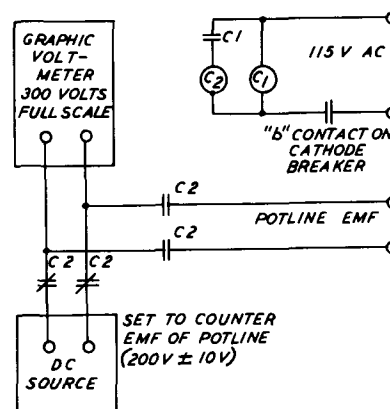 GRAPHIC
VOLT-
METER
300 VOLTS
FULL SCALE
C1
C2
C1
115 V AC
"b" CONTACT ON
CATHODE
BREAKER
C2
POTLINE EMF
C2
C2
C2
DC
SOURCE
SET TO COUNTER
EMF OF POTLINE
(200V ± 10V)